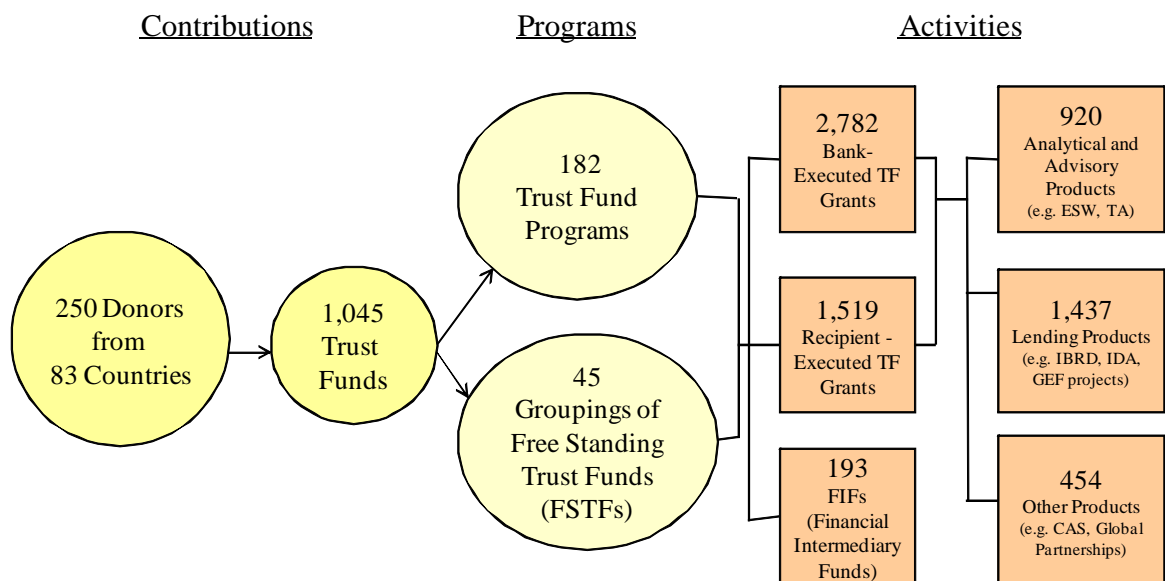 Contributions
Programs
Activities
250 Donors
from
83 Countries
1,045
Trust
Funds
182
Trust Fund
Programs
45
Groupings of
Free Standing
Trust Funds
(FSTFs)
2,782
Bank-
Executed TF
Grants
1,519
Recipient -
Executed TF
Grants
193
FIFs
(Financial
Intermediary
Funds)
920
Analytical and
Advisory
Products
(e.g. ESW, TA)
1,437
Lending Products
(e.g. IBRD, IDA,
GEF projects)
454
Other Products
(e.g. CAS, Global
Partnerships)